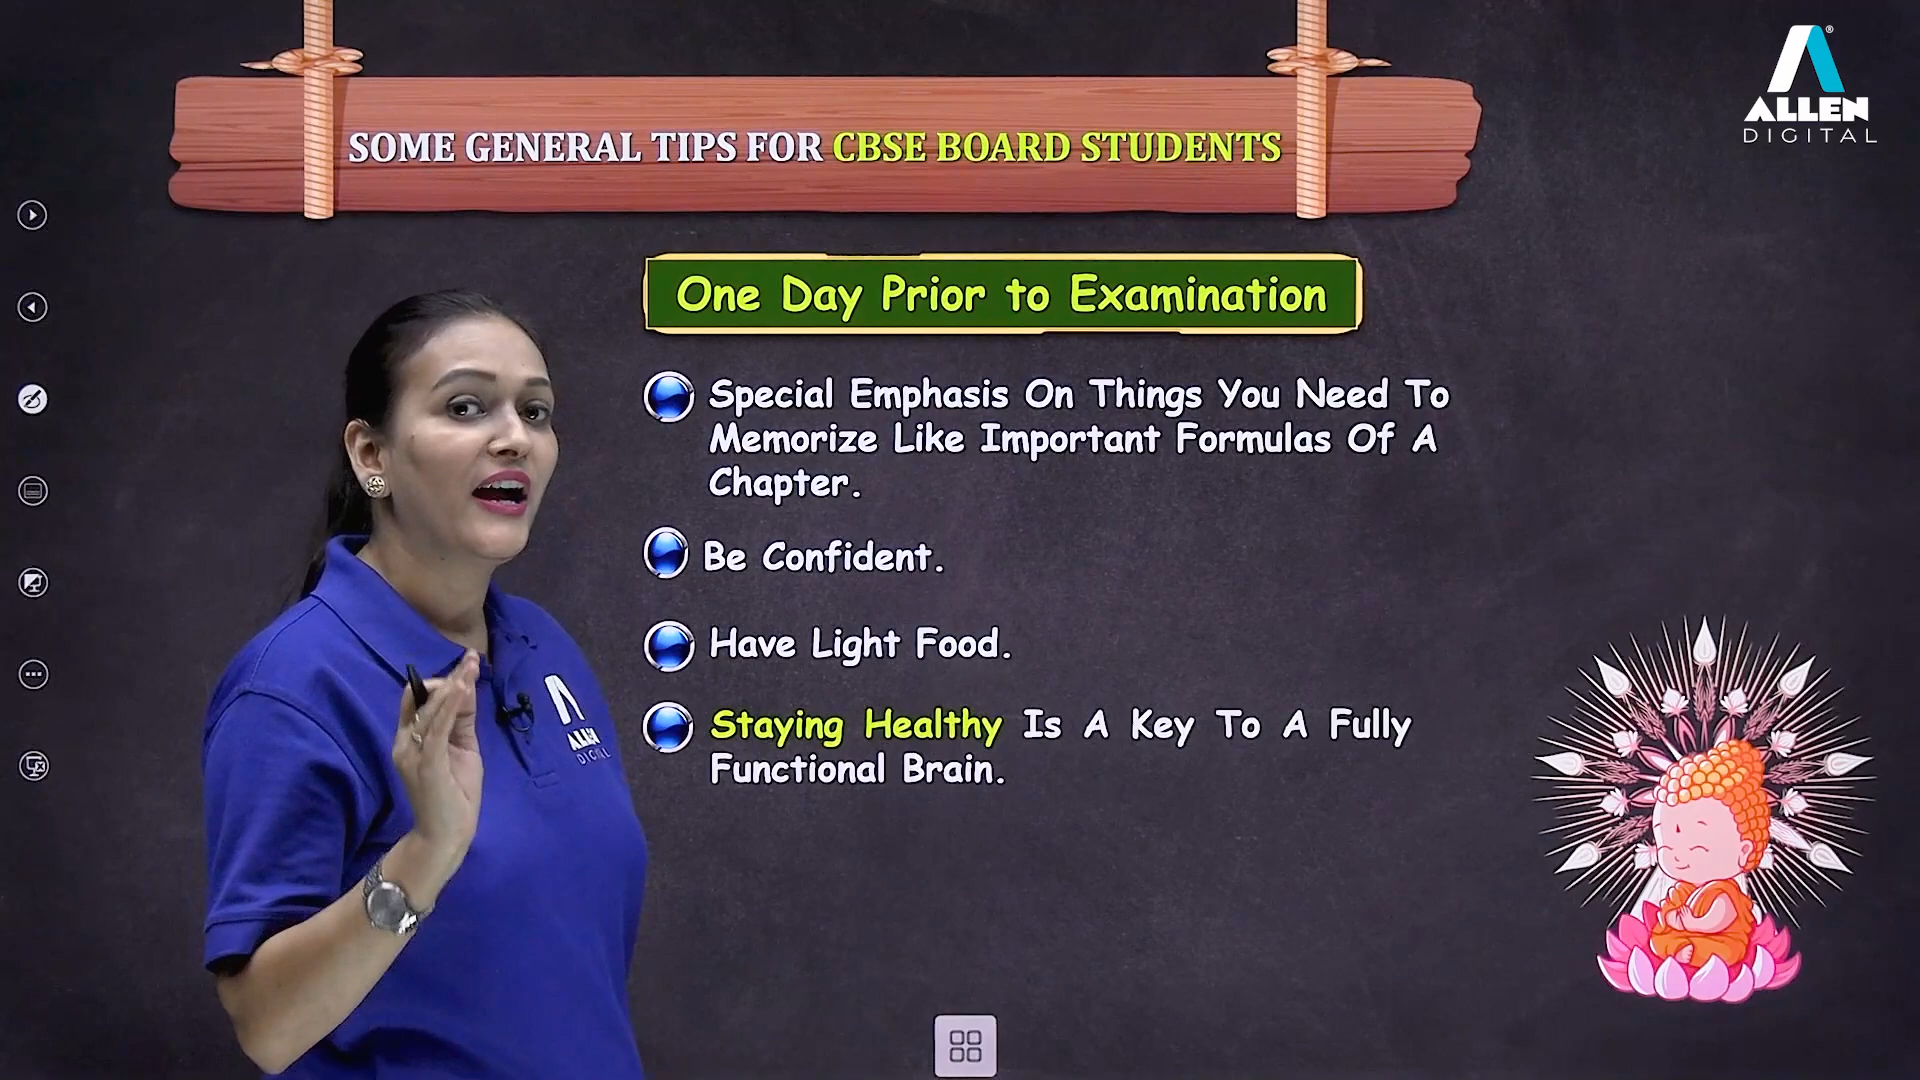 ALLEN
DIGITAL
SOME GENERAL TIPS FOR CBSE BOARD STUDENTS
One Day Prior to Examination
Special Emphasis On Things You Need To
Memorize Like Important Formulas Of A
Chapter.
Be Confident.
Have Light Food.
Staying Healthy Is A Key To A Fully
Functional Brain.
ALLEN
DIGITAL